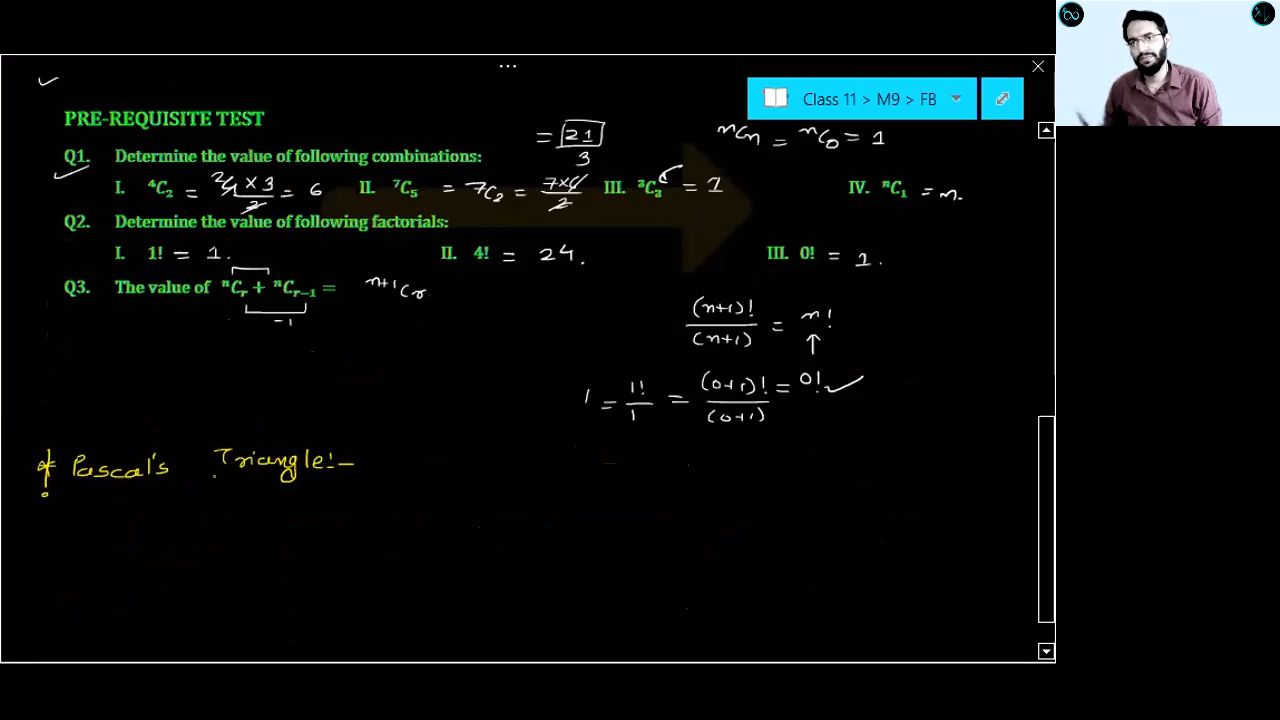 Class 11 > M9 > FB
PRE-REQUISITE TEST
= 21
nCn = nC0 = 1
Q1. Determine the value of following combinations: 3
I. ⁴C₂ = 4 × 3 / 2 = 6 II. ⁷C₅ = 7C2 = 7×6 / 2 III. ³C₃ = 1 IV. ⁿC₁ = n.
Q2. Determine the value of following factorials:
I. 1! = 1. II. 4! = 24. III. 0! = 1.
Q3. The value of ⁿCᵣ + ⁿCᵣ₋₁ = n+1Cr.
-1
(n+1)! / (n+1) = n!
1 = 1! / 1 = (0+1)! / (0+1) = 0!
* Pascal's Triangle:-